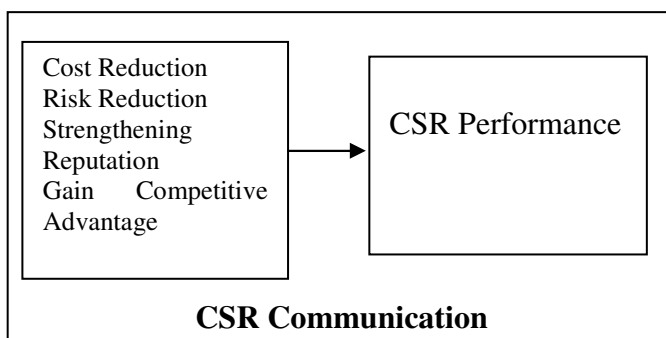 Cost Reduction
Risk Reduction
Strengthening
Reputation
Gain Competitive
Advantage
CSR Performance
CSR Communication